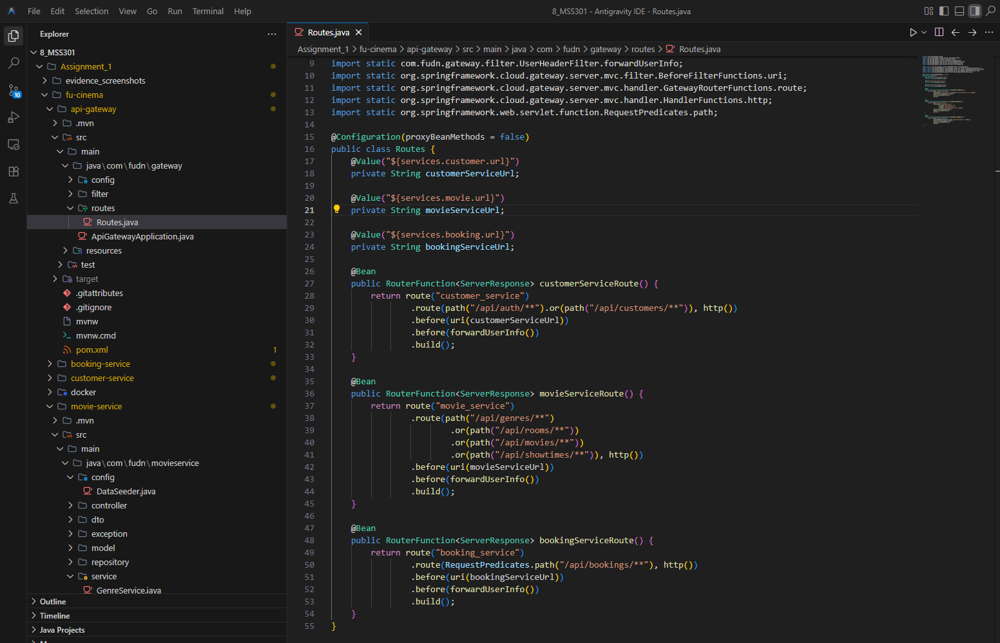 File Edit Selection View Go Run Terminal Help
8_MSS301 - Antigravity IDE - Routes.java
Explorer
8_MSS301
Assignment_1
evidence_screenshots
fu-cinema
api-gateway
.mvn
src
main
java\com\fudn\gateway
config
filter
routes
Routes.java
ApiGatewayApplication.java
resources
test
target
.gitattributes
.gitignore
mvnw
mvnw.cmd
pom.xml 1
booking-service
customer-service
docker
movie-service
.mvn
src
main
java\com\fudn\movieservice
config
DataSeeder.java
controller
dto
exception
model
repository
service
GenreService.java
Outline
Timeline
Java Projects
10
Routes.java
Assignment_1 > fu-cinema > api-gateway > src > main > java > com > fudn > gateway > routes > Routes.java
9 import static com.fudn.gateway.filter.UserHeaderFilter.forwardUserInfo;
10 import static org.springframework.cloud.gateway.server.mvc.filter.BeforeFilterFunctions.uri;
11 import static org.springframework.cloud.gateway.server.mvc.handler.GatewayRouterFunctions.route;
12 import static org.springframework.cloud.gateway.server.mvc.handler.HandlerFunctions.http;
13 import static org.springframework.web.servlet.function.RequestPredicates.path;
14
15 @Configuration(proxyBeanMethods = false)
16 public class Routes {
17 @Value("${services.customer.url}")
18 private String customerServiceUrl;
19
20 @Value("${services.movie.url}")
21 private String movieServiceUrl;
22
23 @Value("${services.booking.url}")
24 private String bookingServiceUrl;
25
26 @Bean
27 public RouterFunction<ServerResponse> customerServiceRoute() {
28 return route("customer_service")
29 .route(path("/api/auth/**").or(path("/api/customers/**")), http())
30 .before(uri(customerServiceUrl))
31 .before(forwardUserInfo())
32 .build();
33 }
34
35 @Bean
36 public RouterFunction<ServerResponse> movieServiceRoute() {
37 return route("movie_service")
38 .route(path("/api/genres/**")
39 .or(path("/api/rooms/**"))
40 .or(path("/api/movies/**"))
41 .or(path("/api/showtimes/**")), http())
42 .before(uri(movieServiceUrl))
43 .before(forwardUserInfo())
44 .build();
45 }
46
47 @Bean
48 public RouterFunction<ServerResponse> bookingServiceRoute() {
49 return route("booking_service")
50 .route(RequestPredicates.path("/api/bookings/**"), http())
51 .before(uri(bookingServiceUrl))
52 .before(forwardUserInfo())
53 .build();
54 }
55 }